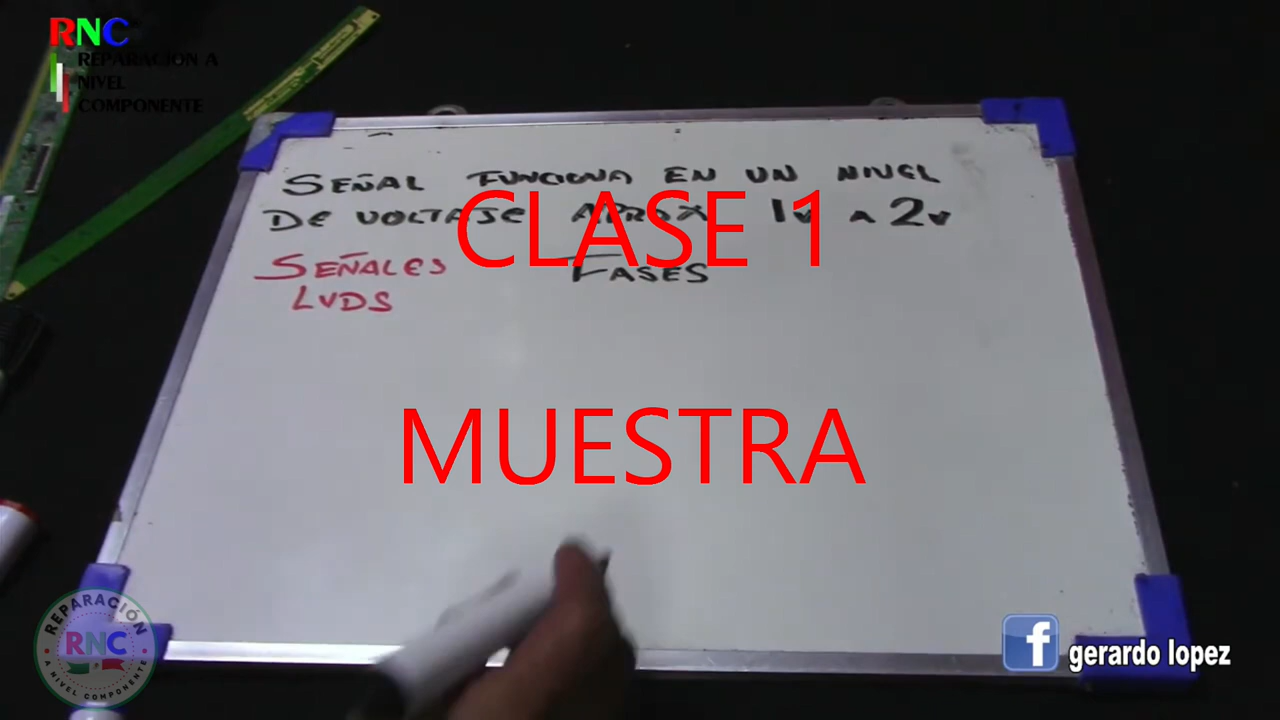 RNC
REPARACION A
NIVEL
COMPONENTE
SEÑAL FUNCIONA EN UN NIVEL
DE VOLTAJE APROX 1v A 2v
CLASE 1
SEÑALES FASES
LVDS
MUESTRA
REPARACIÓN
RNC
A NIVEL COMPONENTE
f gerardo lopez